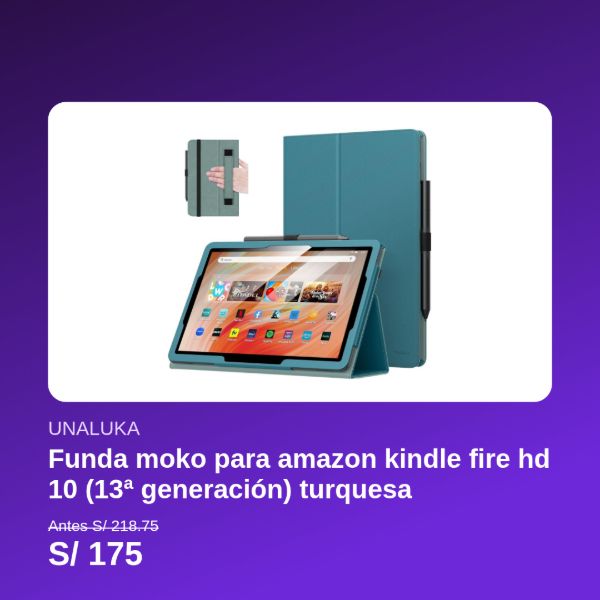 UNALUKA
Funda moko para amazon kindle fire hd
10 (13ª generación) turquesa
Antes S/ 218.75
S/ 175